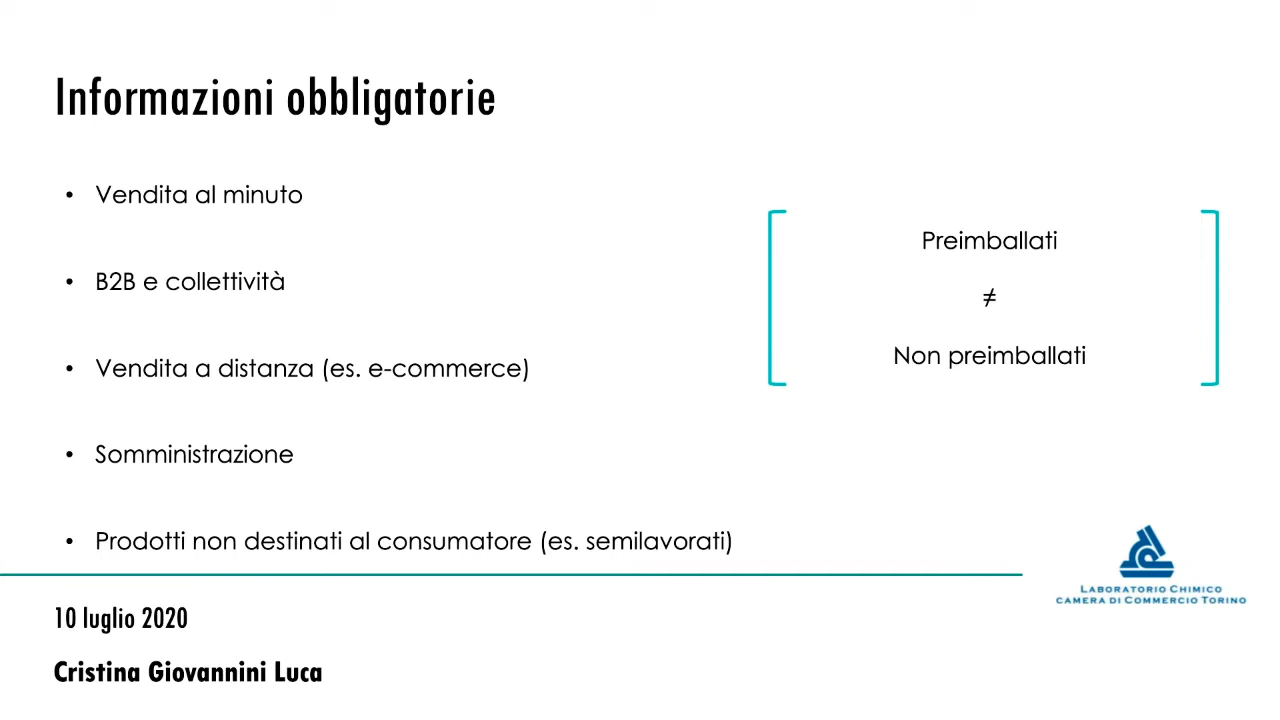 Informazioni obbligatorie
• Vendita al minuto
• B2B e collettività
• Vendita a distanza (es. e-commerce)
• Somministrazione
• Prodotti non destinati al consumatore (es. semilavorati)
Preimballati
≠
Non preimballati
LABORATORIO CHIMICO
CAMERA DI COMMERCIO TORINO
10 luglio 2020
Cristina Giovannini Luca